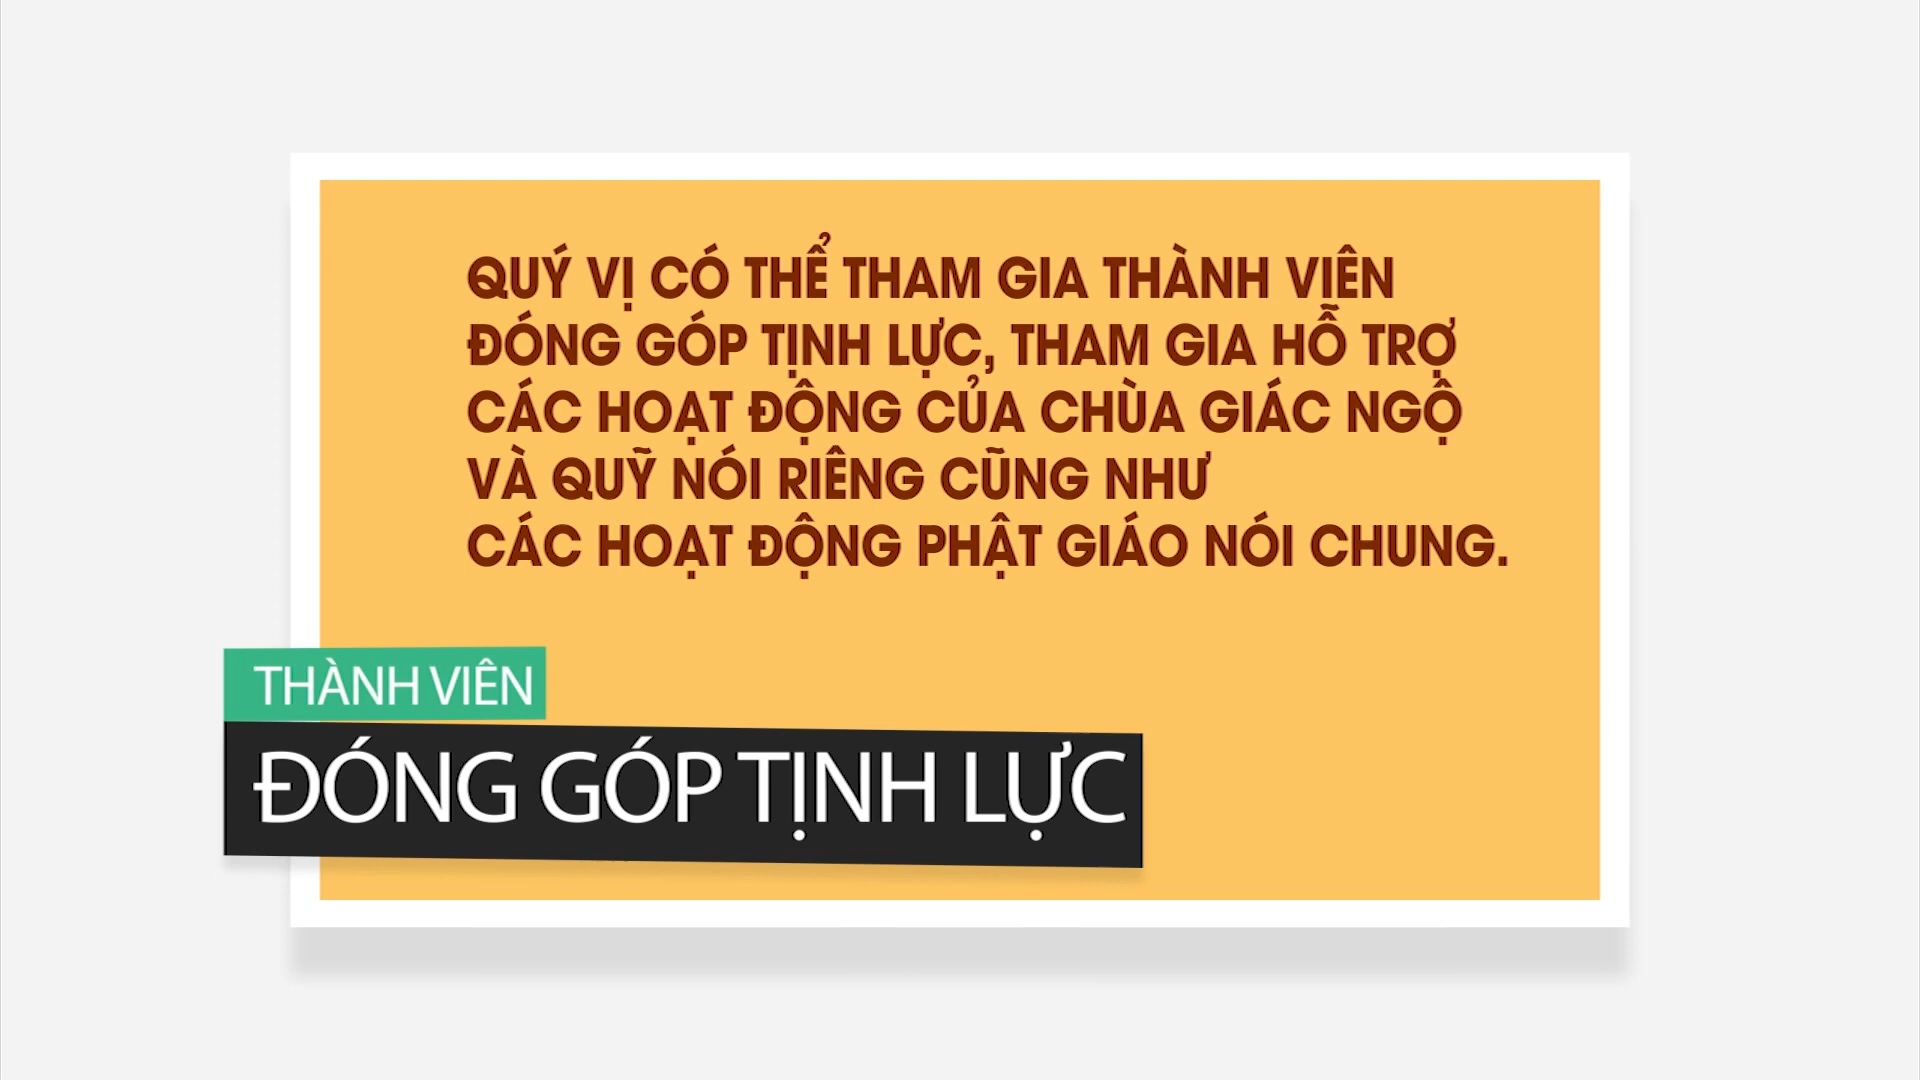 QUÝ VỊ CÓ THỂ THAM GIA THÀNH VIÊN
ĐÓNG GÓP TỊNH LỰC, THAM GIA HỖ TRỢ
CÁC HOẠT ĐỘNG CỦA CHÙA GIÁC NGỘ
VÀ QUỸ NÓI RIÊNG CŨNG NHƯ
CÁC HOẠT ĐỘNG PHẬT GIÁO NÓI CHUNG.
THÀNH VIÊN
ĐÓNG GÓP TỊNH LỰC